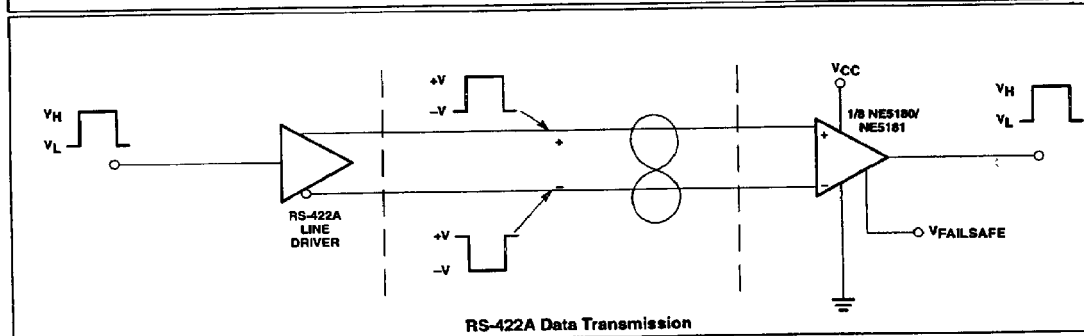 VH
VL
RS-422A
LINE
DRIVER
+V
−V
+
−
+V
−V
VCC
1/8 NE5180/
NE5181
+
−
VFAILSAFE
VH
VL
RS-422A Data Transmission